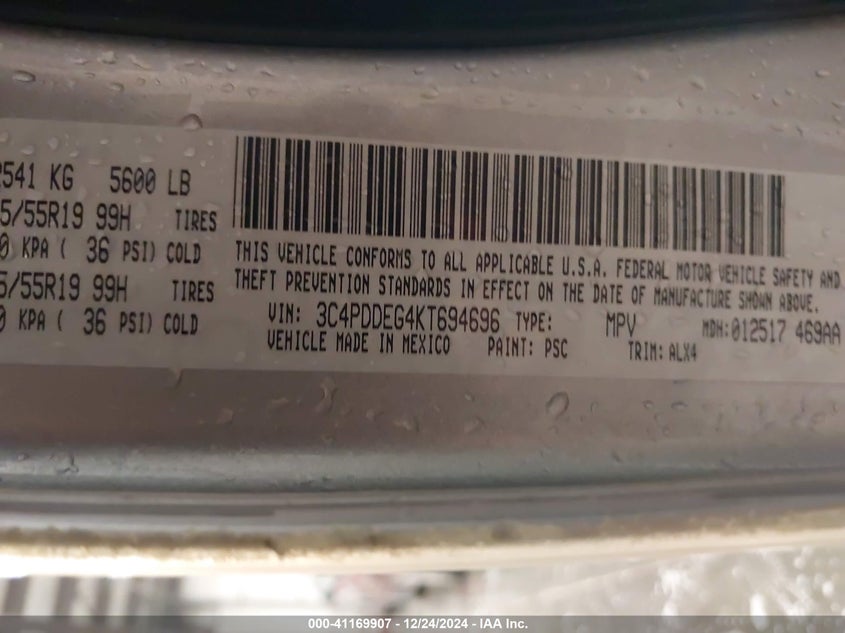 2541 KG 5600 LB
5/55R19 99H TIRES
0 KPA ( 36 PSI) COLD
5/55R19 99H TIRES
0 KPA ( 36 PSI) COLD
THIS VEHICLE CONFORMS TO ALL APPLICABLE U.S.A. FEDERAL MOTOR VEHICLE SAFETY AND
THEFT PREVENTION STANDARDS IN EFFECT ON THE DATE OF MANUFACTURE SHOWN ABOVE.
VIN: 3C4PDDEG4KT694696 TYPE: MPV MDH: 012517 469AA
VEHICLE MADE IN MEXICO PAINT: PSC TRIM: ALX4
000-41169907 - 12/24/2024 - IAA Inc.